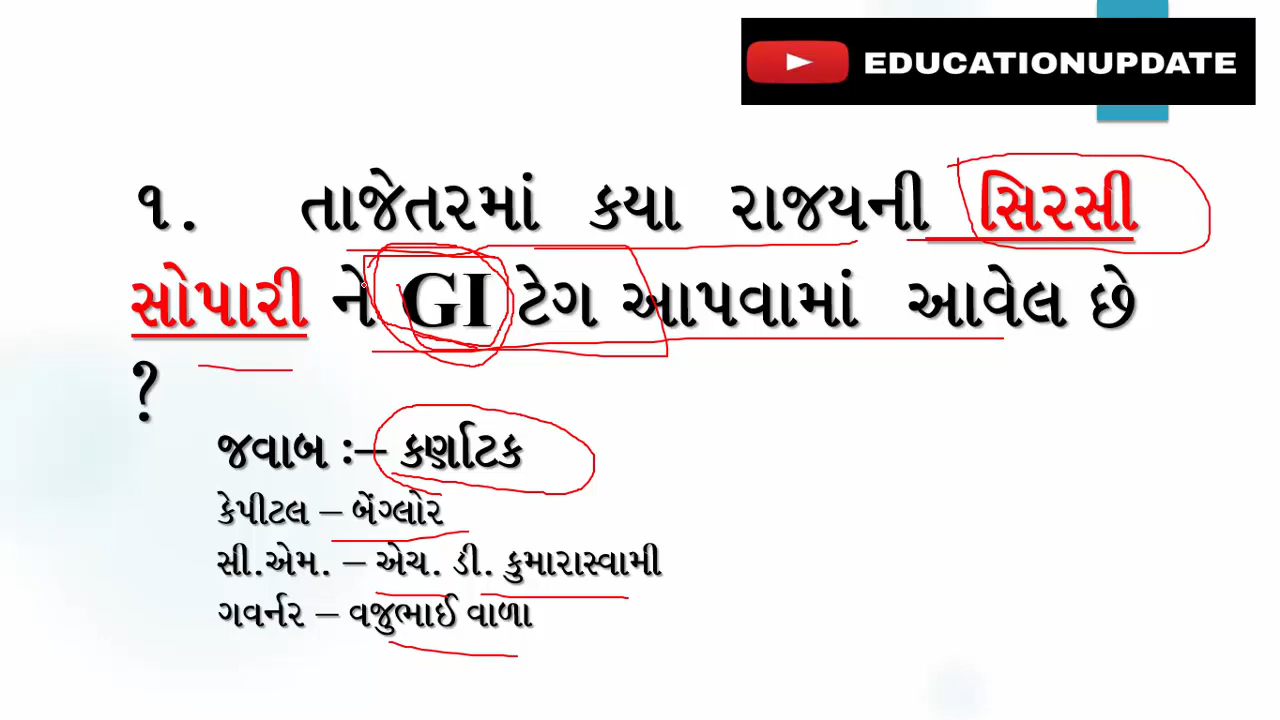 EDUCATIONUPDATE
૧. તાજેતરમાં કયા રાજયની સિરસી
સોપારી ને GI ટેગ આપવામાં આવેલ છે
?
જવાબ :– કર્ણાટક
કેપીટલ – બેંગ્લોર
સી.એમ. – એચ. ડી. કુમારાસ્વામી
ગવર્નર – વજુભાઈ વાળા